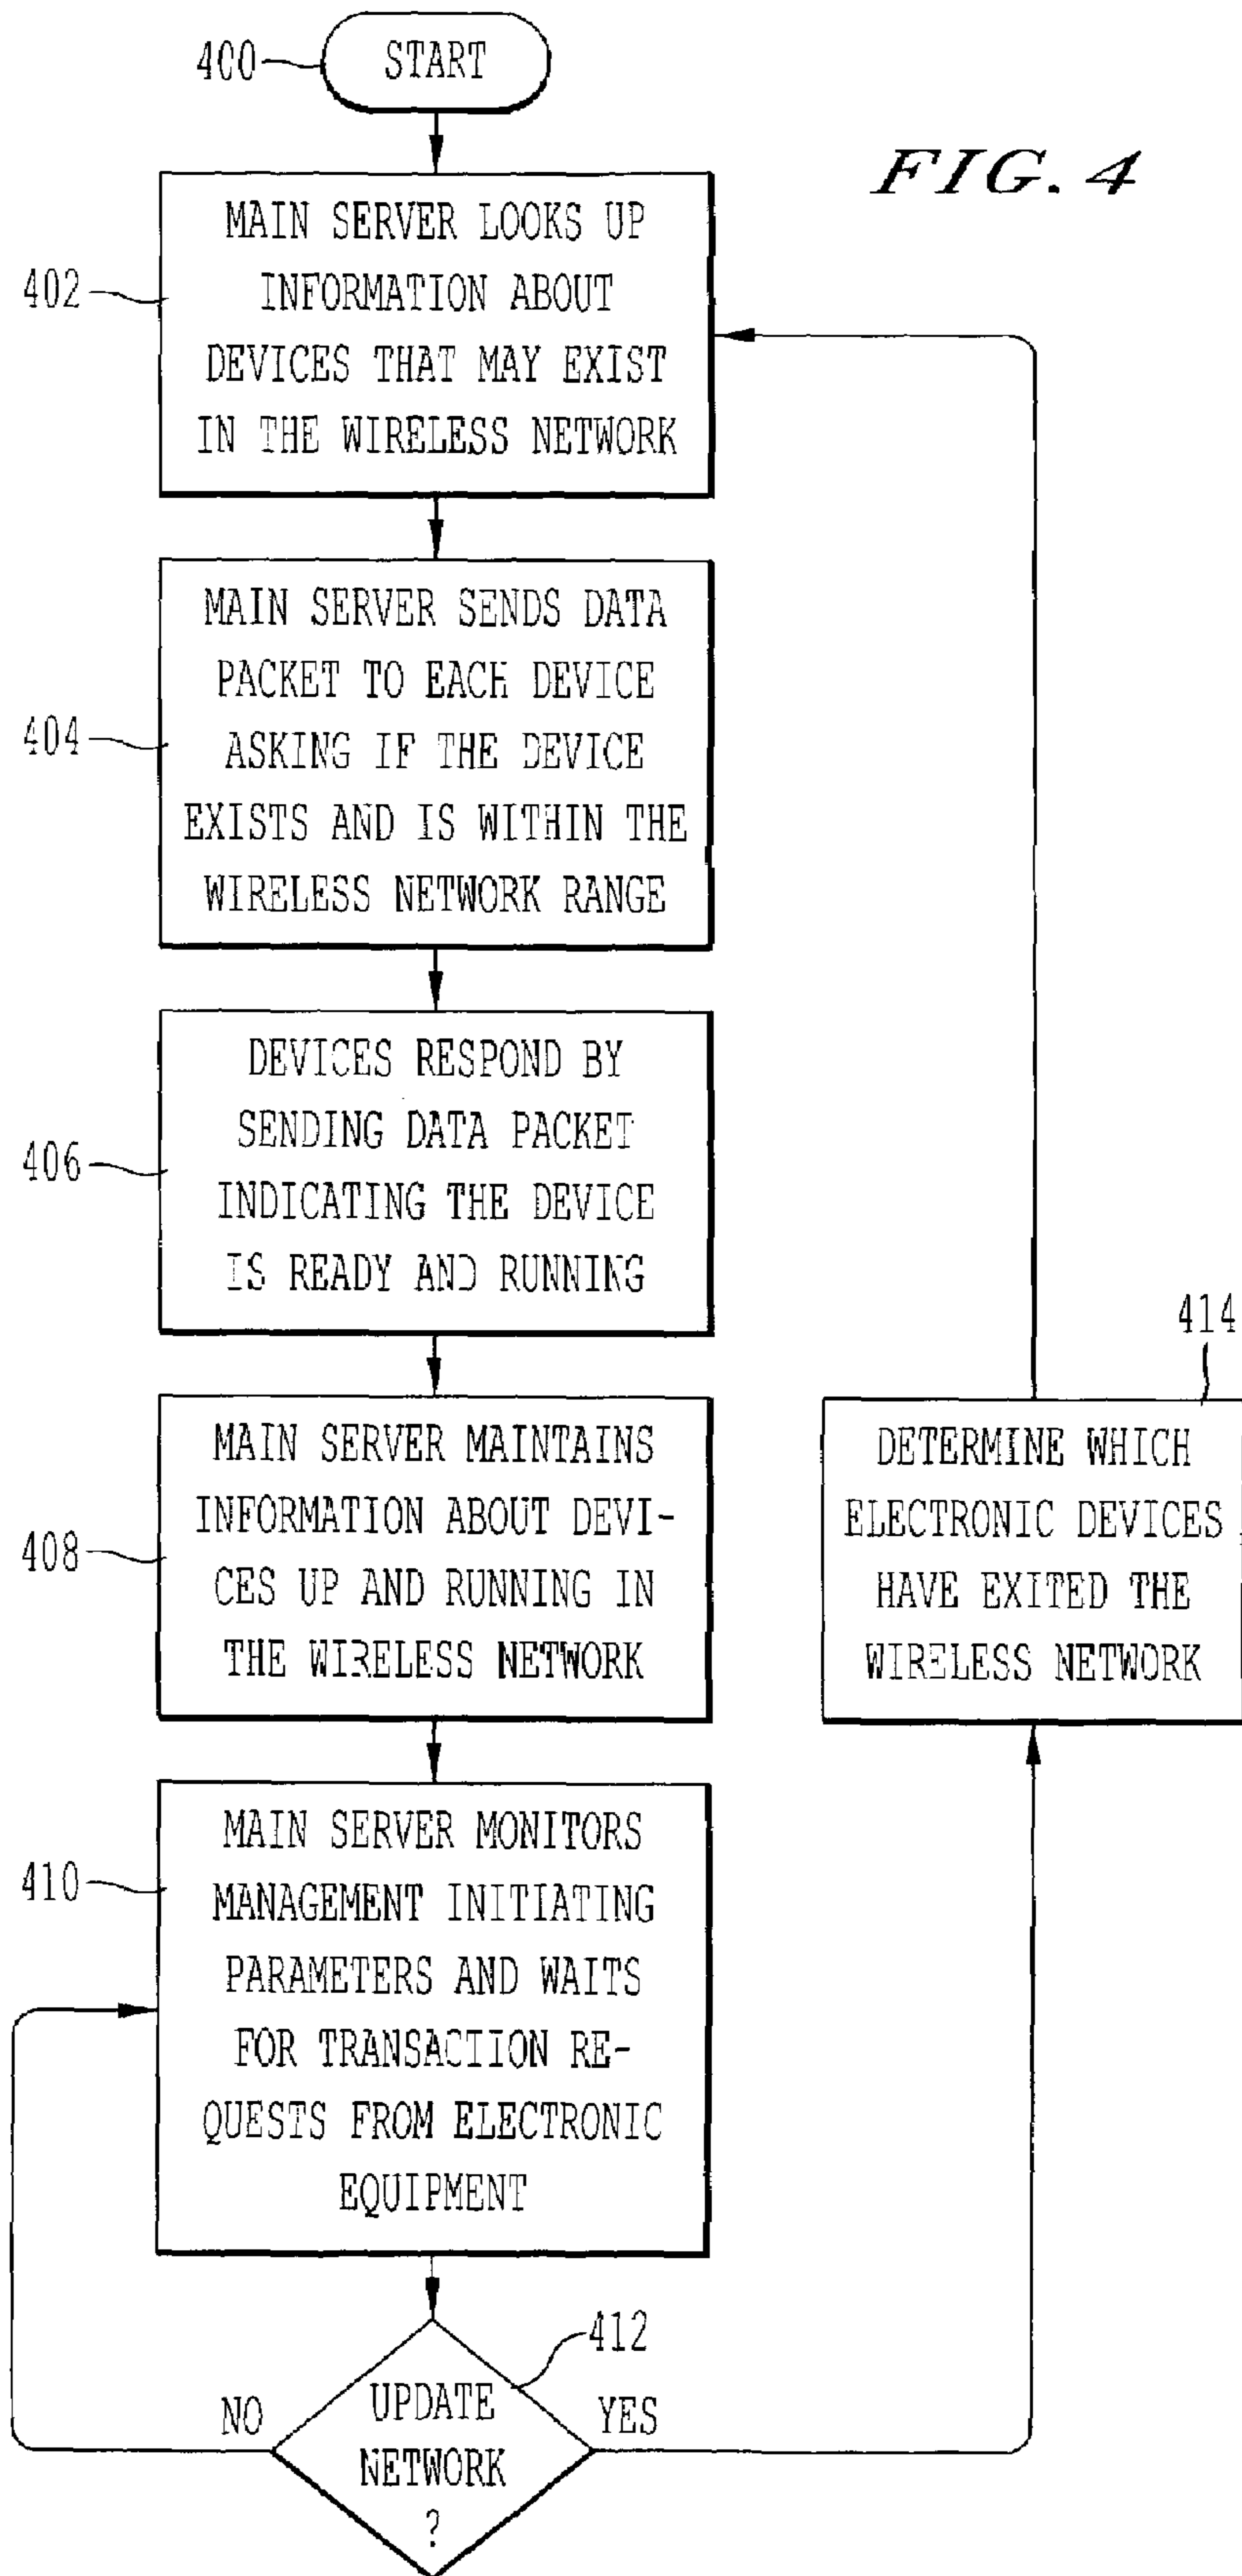 400
START
FIG. 4
402
MAIN SERVER LOOKS UP
INFORMATION ABOUT
DEVICES THAT MAY EXIST
IN THE WIRELESS NETWORK
404
MAIN SERVER SENDS DATA
PACKET TO EACH DEVICE
ASKING IF THE DEVICE
EXISTS AND IS WITHIN THE
WIRELESS NETWORK RANGE
406
DEVICES RESPOND BY
SENDING DATA PACKET
INDICATING THE DEVICE
IS READY AND RUNNING
408
MAIN SERVER MAINTAINS
INFORMATION ABOUT DEVI-
CES UP AND RUNNING IN
THE WIRELESS NETWORK
414
DETERMINE WHICH
ELECTRONIC DEVICES
HAVE EXITED THE
WIRELESS NETWORK
410
MAIN SERVER MONITORS
MANAGEMENT INITIATING
PARAMETERS AND WAITS
FOR TRANSACTION RE-
QUESTS FROM ELECTRONIC
EQUIPMENT
412
NO
UPDATE
NETWORK
?
YES